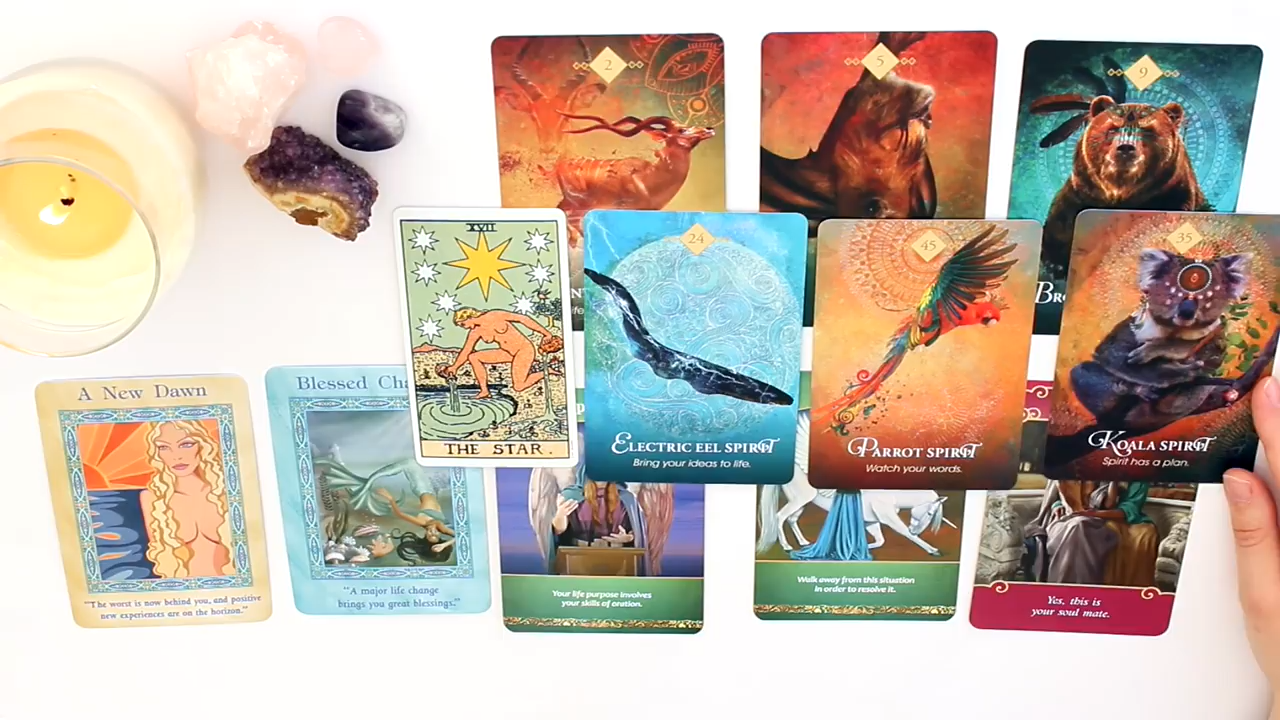 2
5
9
XVII
THE STAR.
24
ELECTRIC EEL SPIRIT
Bring your ideas to life.
45
PARROT SPIRIT
Watch your words.
35
KOALA SPIRIT
Spirit has a plan.
A New Dawn
"The worst is now behind you, and positive
new experiences are on the horizon."
Blessed Cha
"A major life change
brings you great blessings."
Your life purpose involves
your skills of oration.
Walk away from this situation
in order to resolve it.
Yes, this is
your soul mate.